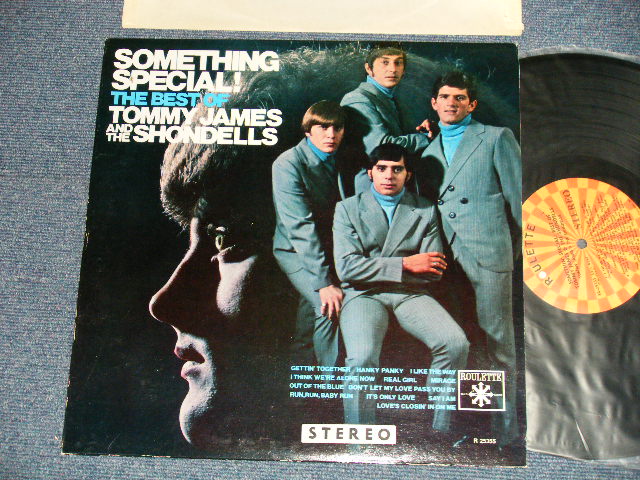 SOMETHING
SPECIAL!
THE BEST OF
TOMMY JAMES
AND THE SHONDELLS
GETTIN' TOGETHER HANKY PANKY I LIKE THE WAY
I THINK WE'RE ALONE NOW REAL GIRL MIRAGE
OUT OF THE BLUE DON'T LET MY LOVE PASS YOU BY
RUN, RUN, BABY RUN IT'S ONLY LOVE SAY I AM
LOVE'S CLOSIN' IN ON ME
ROULETTE
STEREO
R 25355
ROULETTE
STEREO